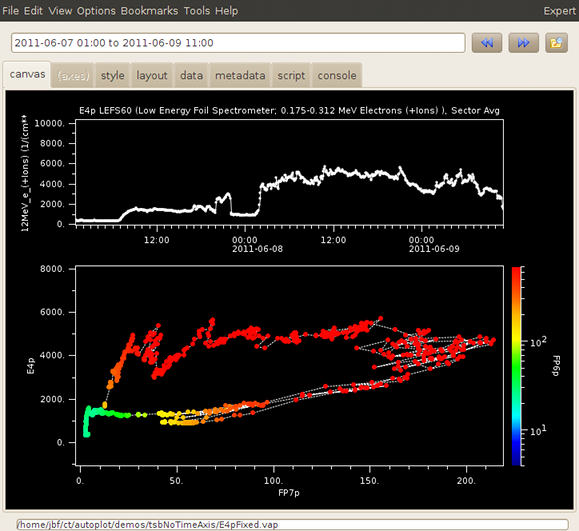 File Edit View Options Bookmarks Tools Help Expert
2011-06-07 01:00 to 2011-06-09 11:00
canvas (axes) style layout data metadata script console
E4p LEFS60 (Low Energy Foil Spectrometer; 0.175-0.312 MeV Electrons (+Ions) ), Sector Avg
12MeV_e_(+Ions) (1/(cm**
10000.
8000.
6000.
4000.
2000.
0.
12:00 00:00 12:00 00:00
2011-06-08 2011-06-09
8000.
6000.
4000.
2000.
0.
E4p
0. 50. 100. 150. 200.
FP7p
10²
10¹
FP6p
/home/jbf/ct/autoplot/demos/tsbNoTimeAxis/E4pFixed.vap